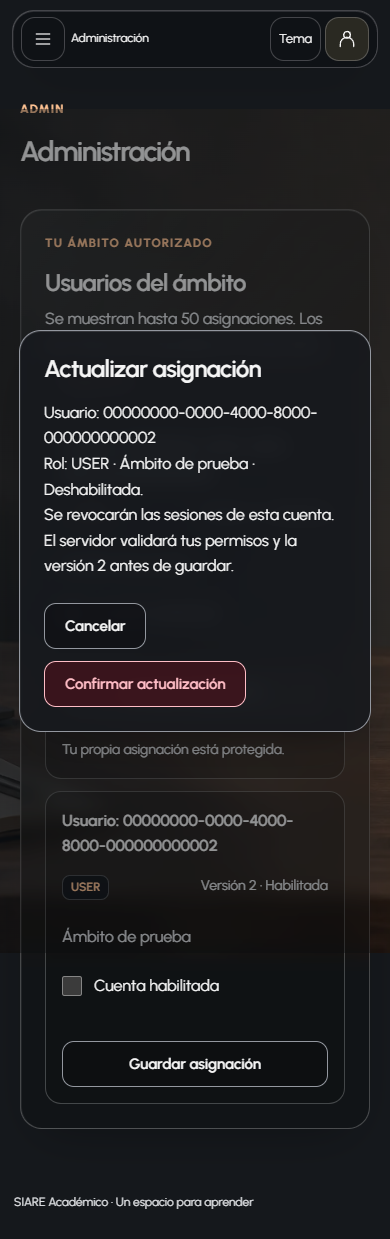 Administración
Tema
ADMIN
Administración
TU ÁMBITO AUTORIZADO
Usuarios del ámbito
Se muestran hasta 50 asignaciones. Los
Actualizar asignación
Usuario: 00000000-0000-4000-8000-
000000000002
Rol: USER · Ámbito de prueba ·
Deshabilitada.
Se revocarán las sesiones de esta cuenta.
El servidor validará tus permisos y la
versión 2 antes de guardar.
Cancelar
Confirmar actualización
Tu propia asignación está protegida.
Usuario: 00000000-0000-4000-
8000-000000000002
USER
Versión 2 · Habilitada
Ámbito de prueba
Cuenta habilitada
Guardar asignación
SIARE Académico · Un espacio para aprender